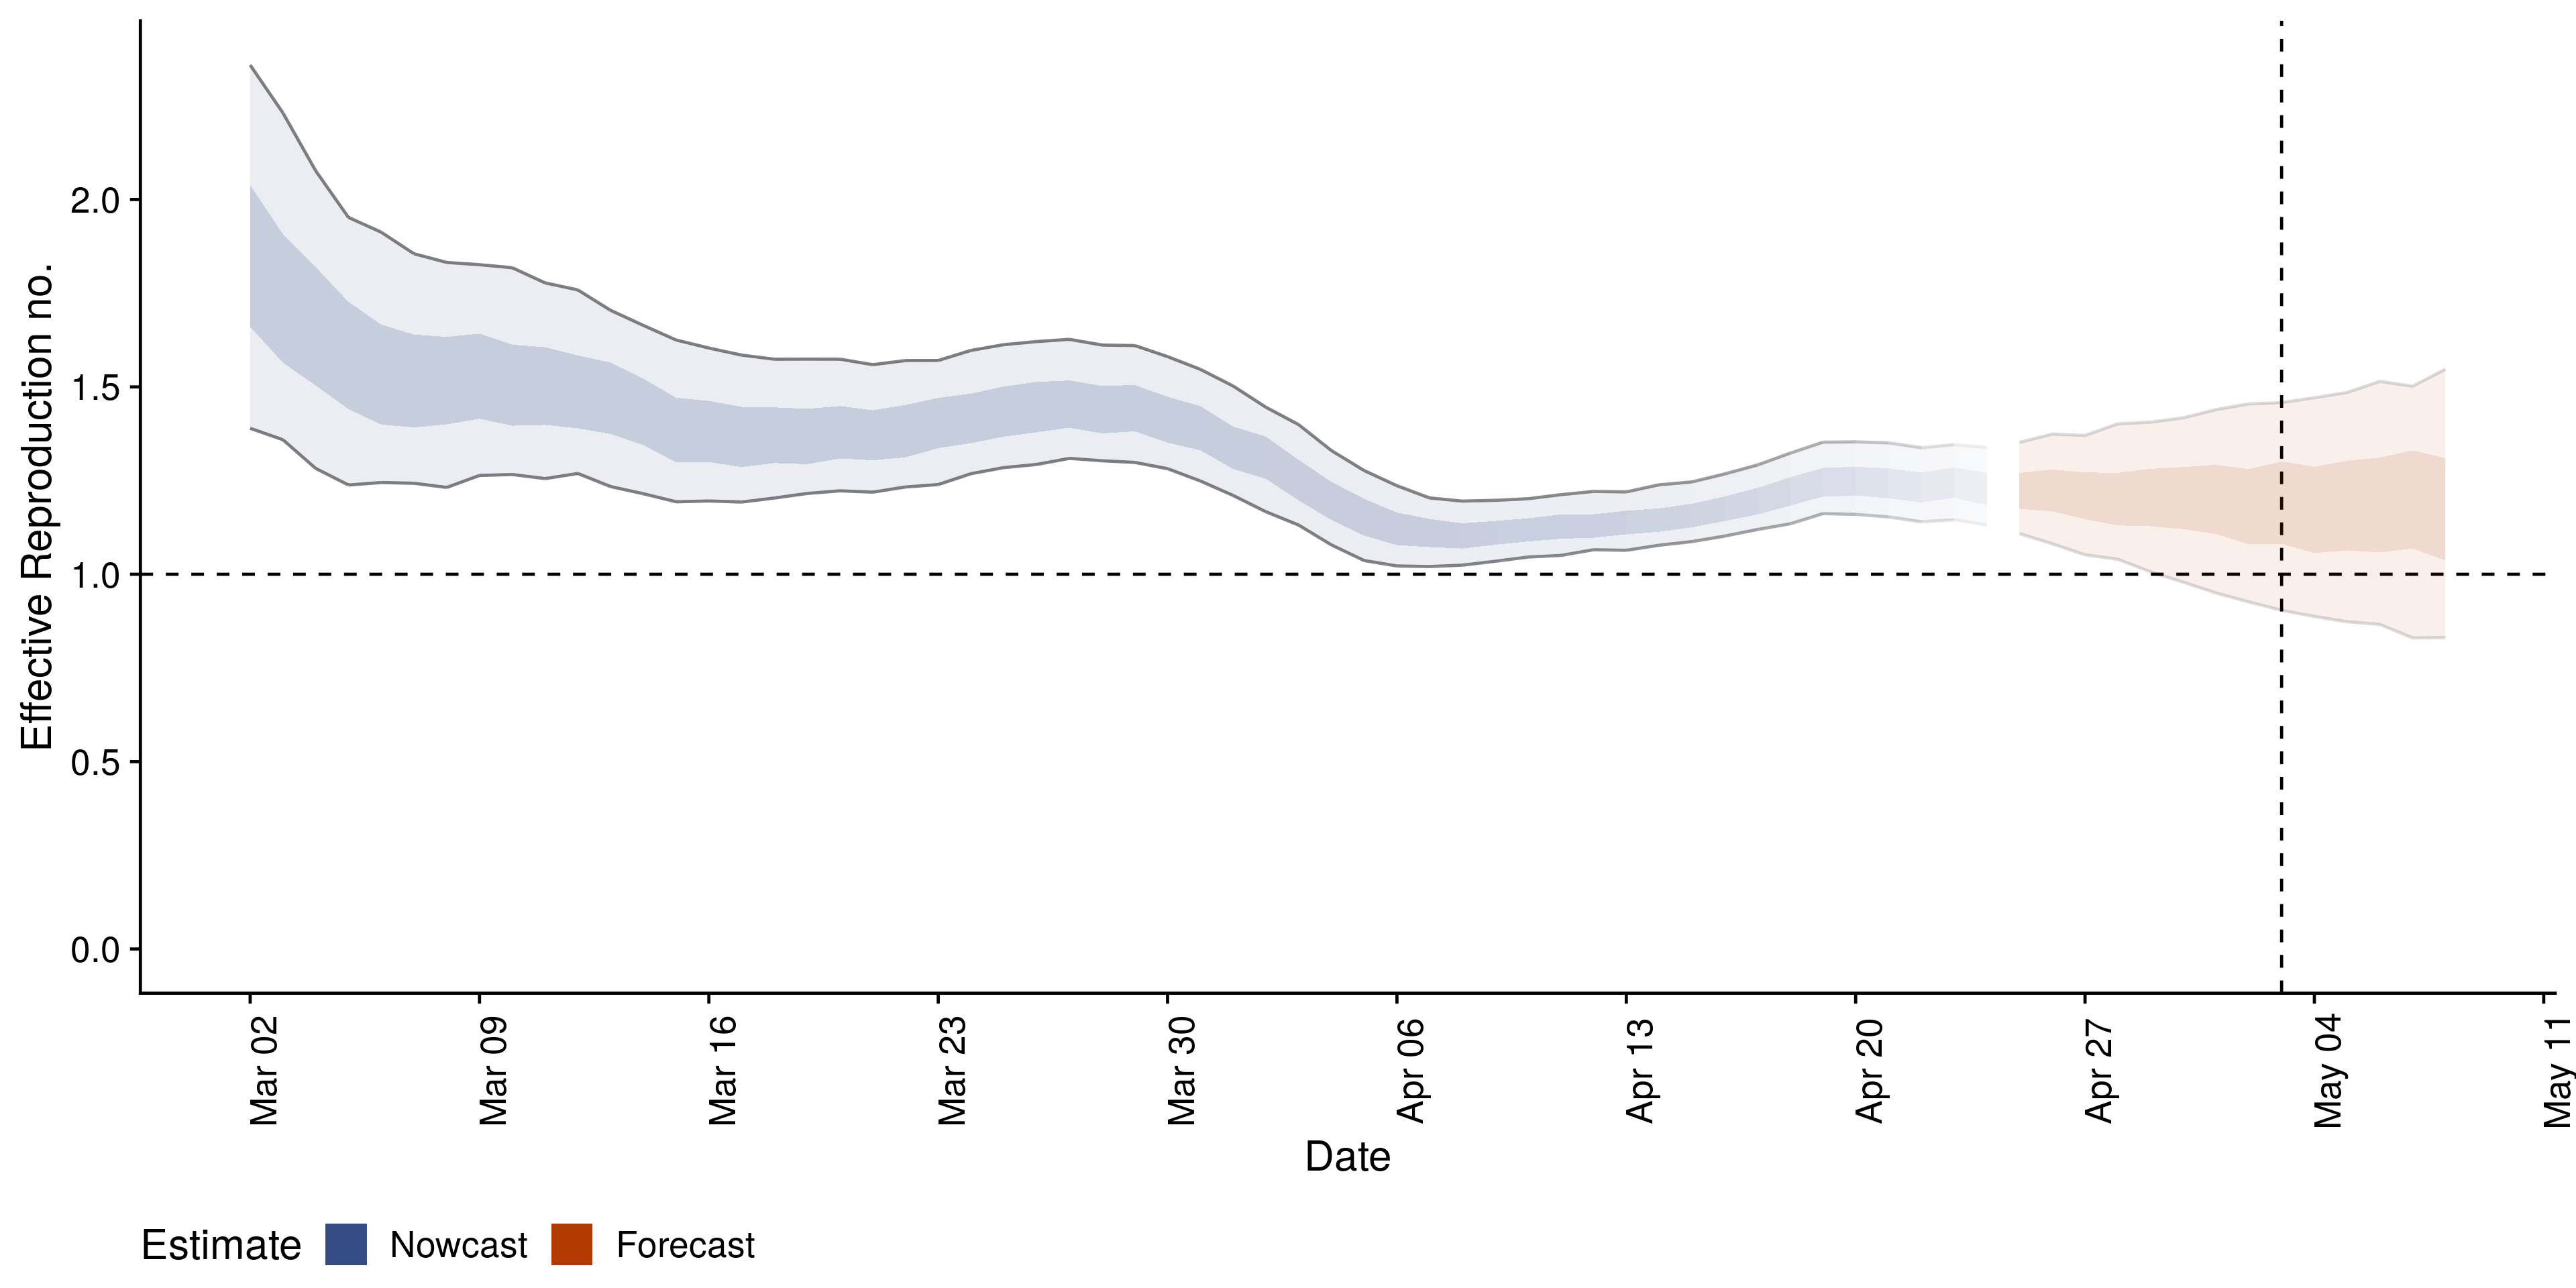 Effective Reproduction no.
2.0
1.5
1.0
0.5
0.0
Mar 02
Mar 09
Mar 16
Mar 23
Mar 30
Apr 06
Apr 13
Apr 20
Apr 27
May 04
May 11
Date
Estimate Nowcast Forecast